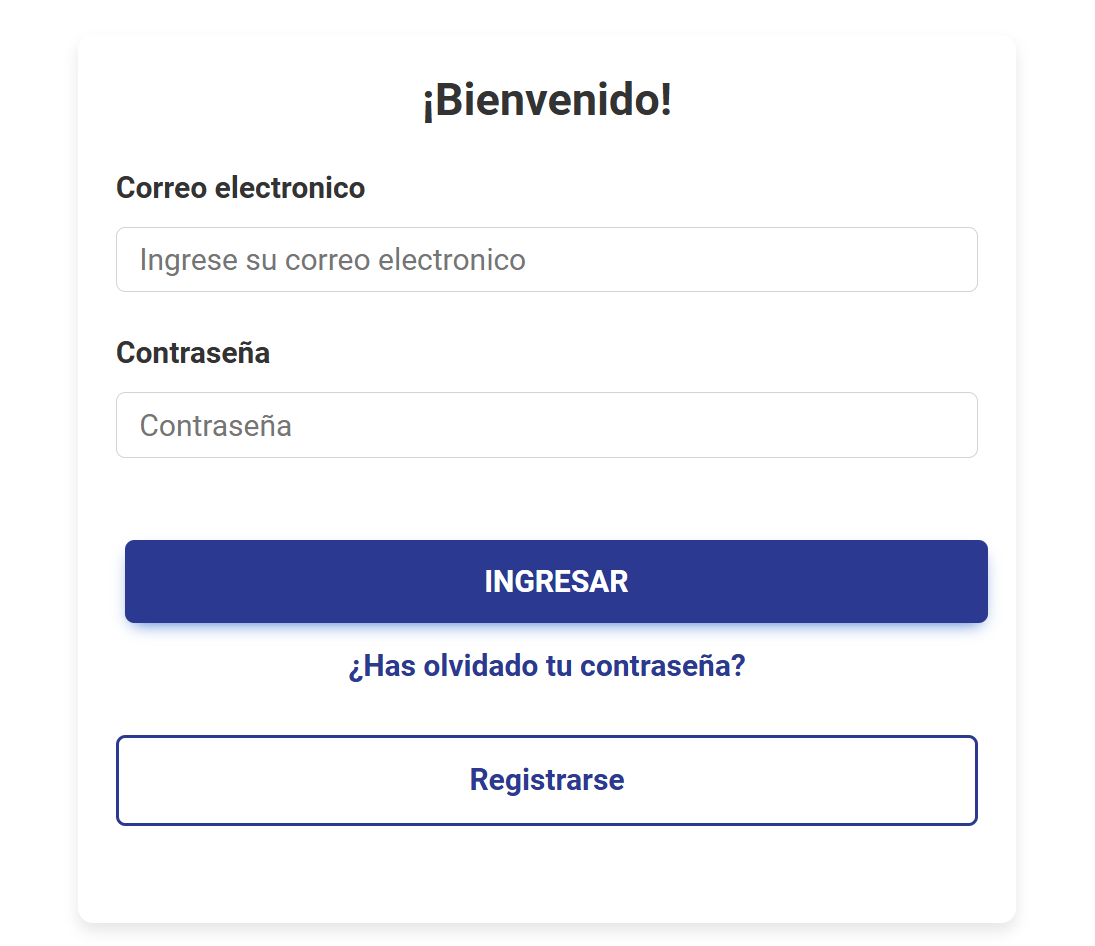 ¡Bienvenido!
Correo electronico
Ingrese su correo electronico
Contraseña
Contraseña
INGRESAR
¿Has olvidado tu contraseña?
Registrarse